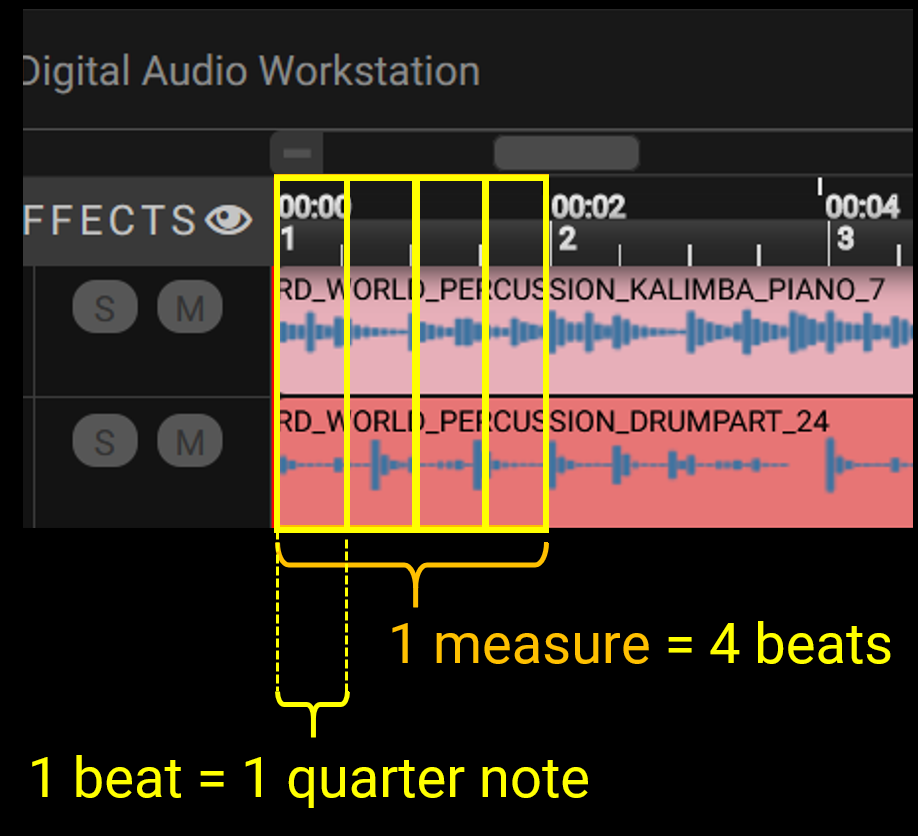 Digital Audio Workstation
FFECTS
00:00 00:02 00:04
1 2 3
S M
RD_WORLD_PERCUSSION_KALIMBA_PIANO_7
S M
RD_WORLD_PERCUSSION_DRUMPART_24
1 measure = 4 beats
1 beat = 1 quarter note